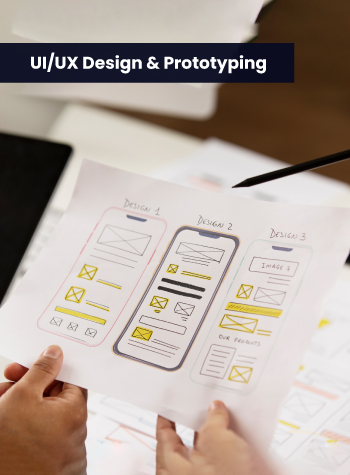 UI/UX Design & Prototyping
DESIGN 1
DESIGN 2
DESIGN 3
IMAGE 1
OUR PRODUCTS